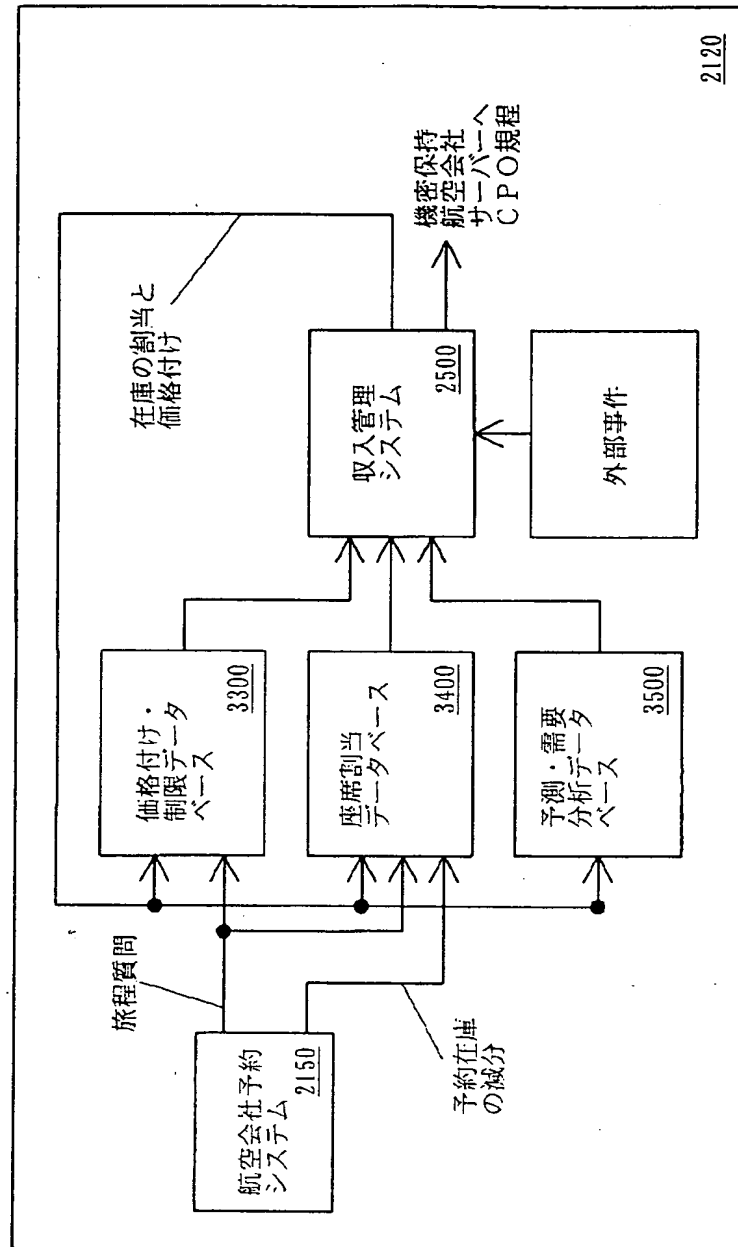 2120
在庫の割当と
価格付け
機密保持
航空会社
サーバーへ
CPO規程
価格付け・
制限データ
ベース
3300
収入管理
システム
2500
旅程質問
座席割当
データベース
3400
航空会社予約
システム
2150
外部事件
予約在庫
の減分
予測・需要
分析データ
ベース
3500